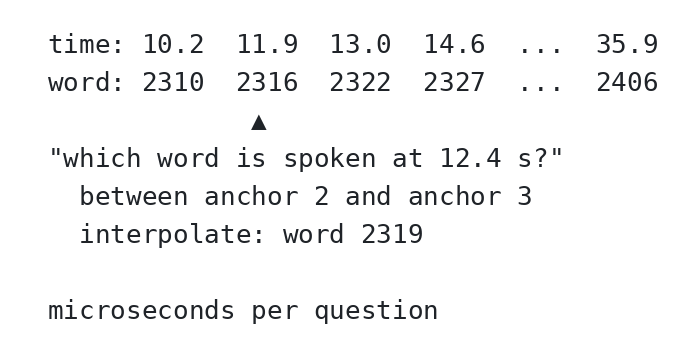 time: 10.2  11.9  13.0  14.6  ...  35.9
word: 2310  2316  2322  2327  ...  2406
▲
"which word is spoken at 12.4 s?"
between anchor 2 and anchor 3
interpolate: word 2319
microseconds per question